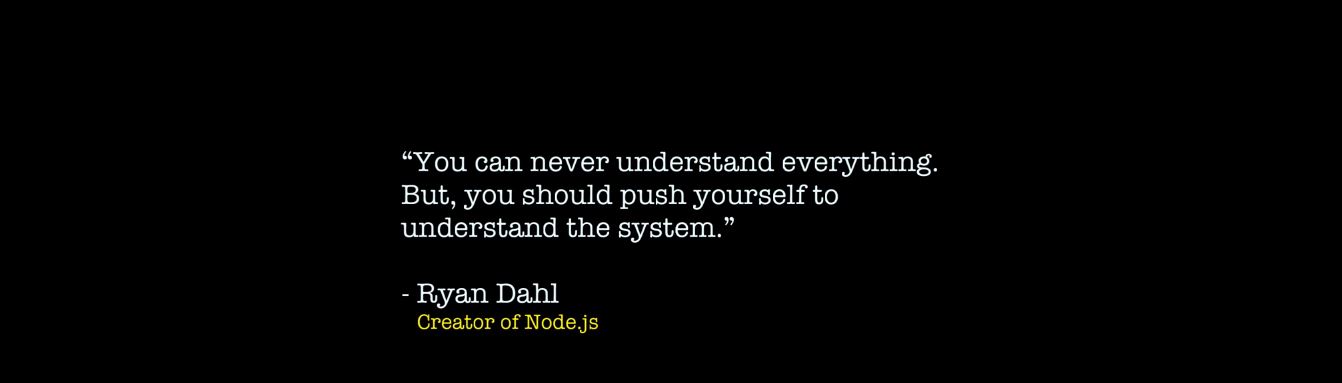 “You can never understand everything.
But, you should push yourself to
understand the system.”
- Ryan Dahl
Creator of Node.js